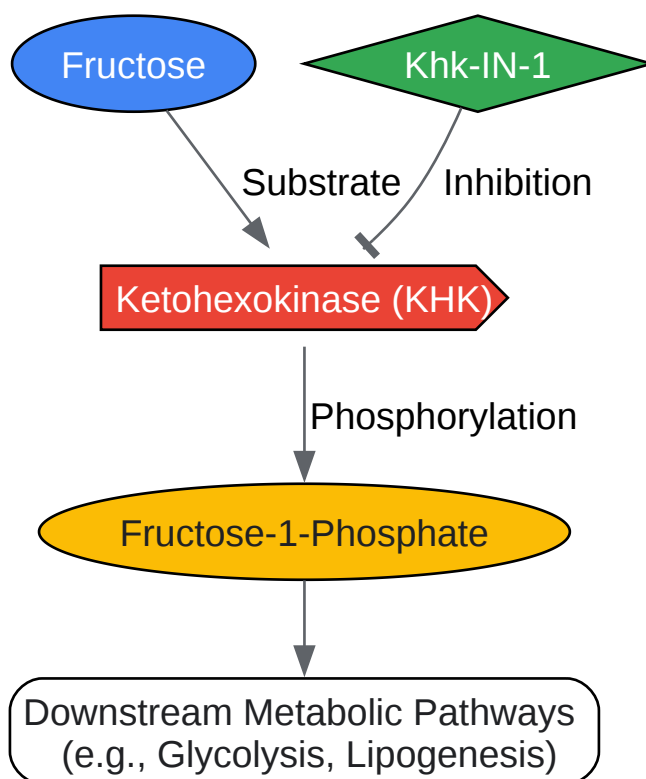 Fructose
Khk-IN-1
Substrate
Inhibition
Ketohexokinase (KHK)
Phosphorylation
Fructose-1-Phosphate
Downstream Metabolic Pathways
(e.g., Glycolysis, Lipogenesis)